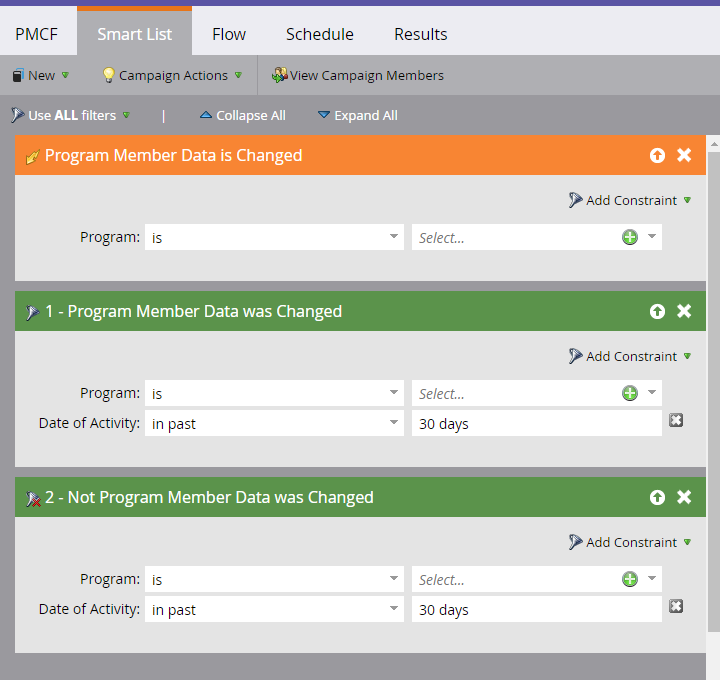 PMCF Smart List Flow Schedule Results
New Campaign Actions View Campaign Members
Use ALL filters | Collapse All Expand All
Program Member Data is Changed
Add Constraint
Program: is Select...
1 - Program Member Data was Changed
Add Constraint
Program: is Select...
Date of Activity: in past 30 days
2 - Not Program Member Data was Changed
Add Constraint
Program: is Select...
Date of Activity: in past 30 days